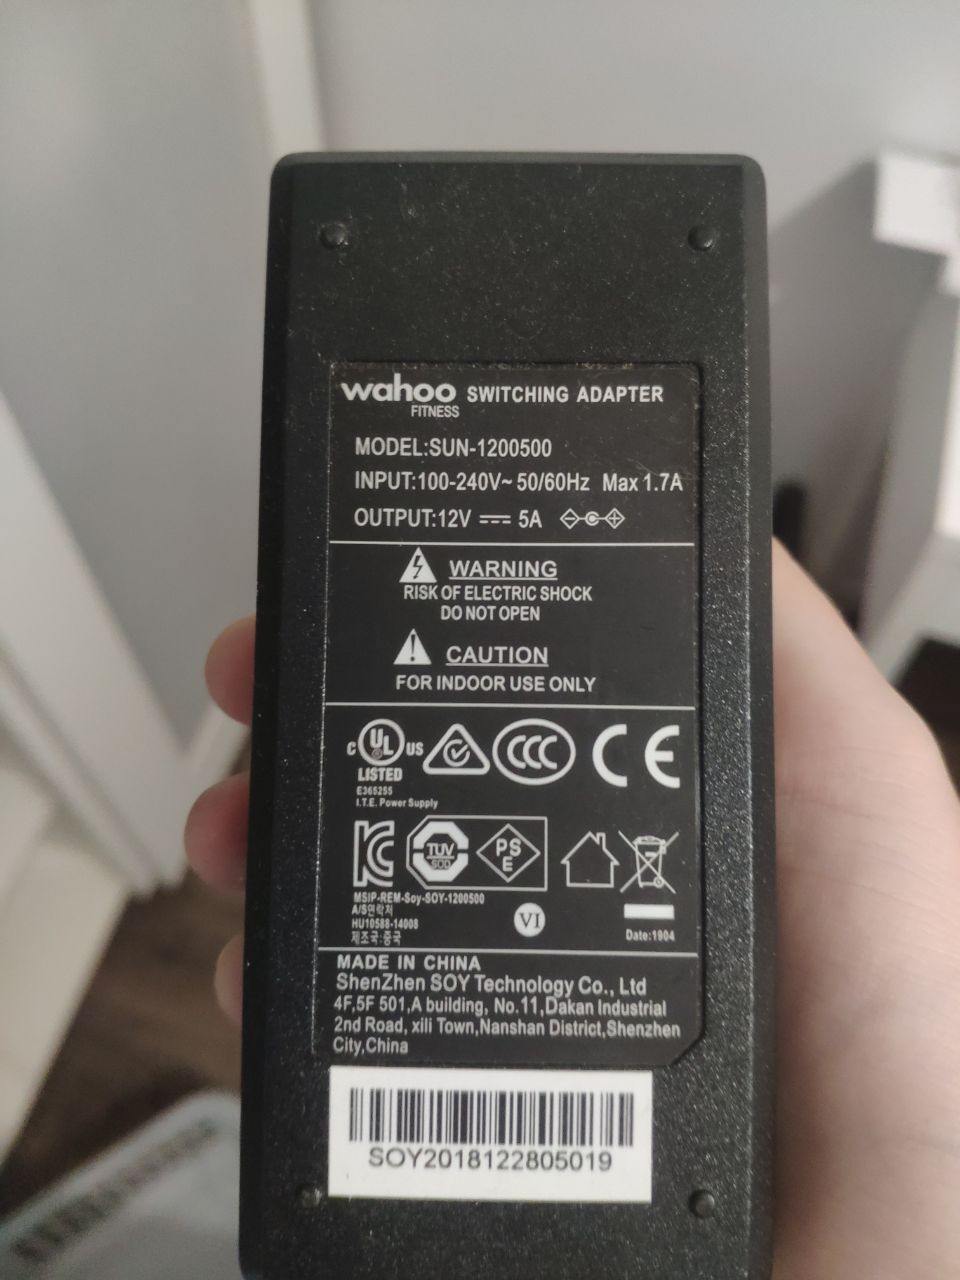 wahoo SWITCHING ADAPTER
FITNESS
MODEL:SUN-1200500
INPUT:100-240V~ 50/60Hz Max 1.7A
OUTPUT:12V ⎓ 5A
WARNING
RISK OF ELECTRIC SHOCK
DO NOT OPEN
CAUTION
FOR INDOOR USE ONLY
c UL US CCC CE
LISTED
E365255
I.T.E. Power Supply
KC TUV PS
SOD E
MSIP-REM-Soy-SOY-1200500
A/S연락처
HU10588-14008
제조국:중국
VI
Date:1904
MADE IN CHINA
ShenZhen SOY Technology Co., Ltd
4F,5F 501,A building, No.11,Dakan Industrial
2nd Road, xili Town,Nanshan District,Shenzhen
City,China
SOY2018122805019